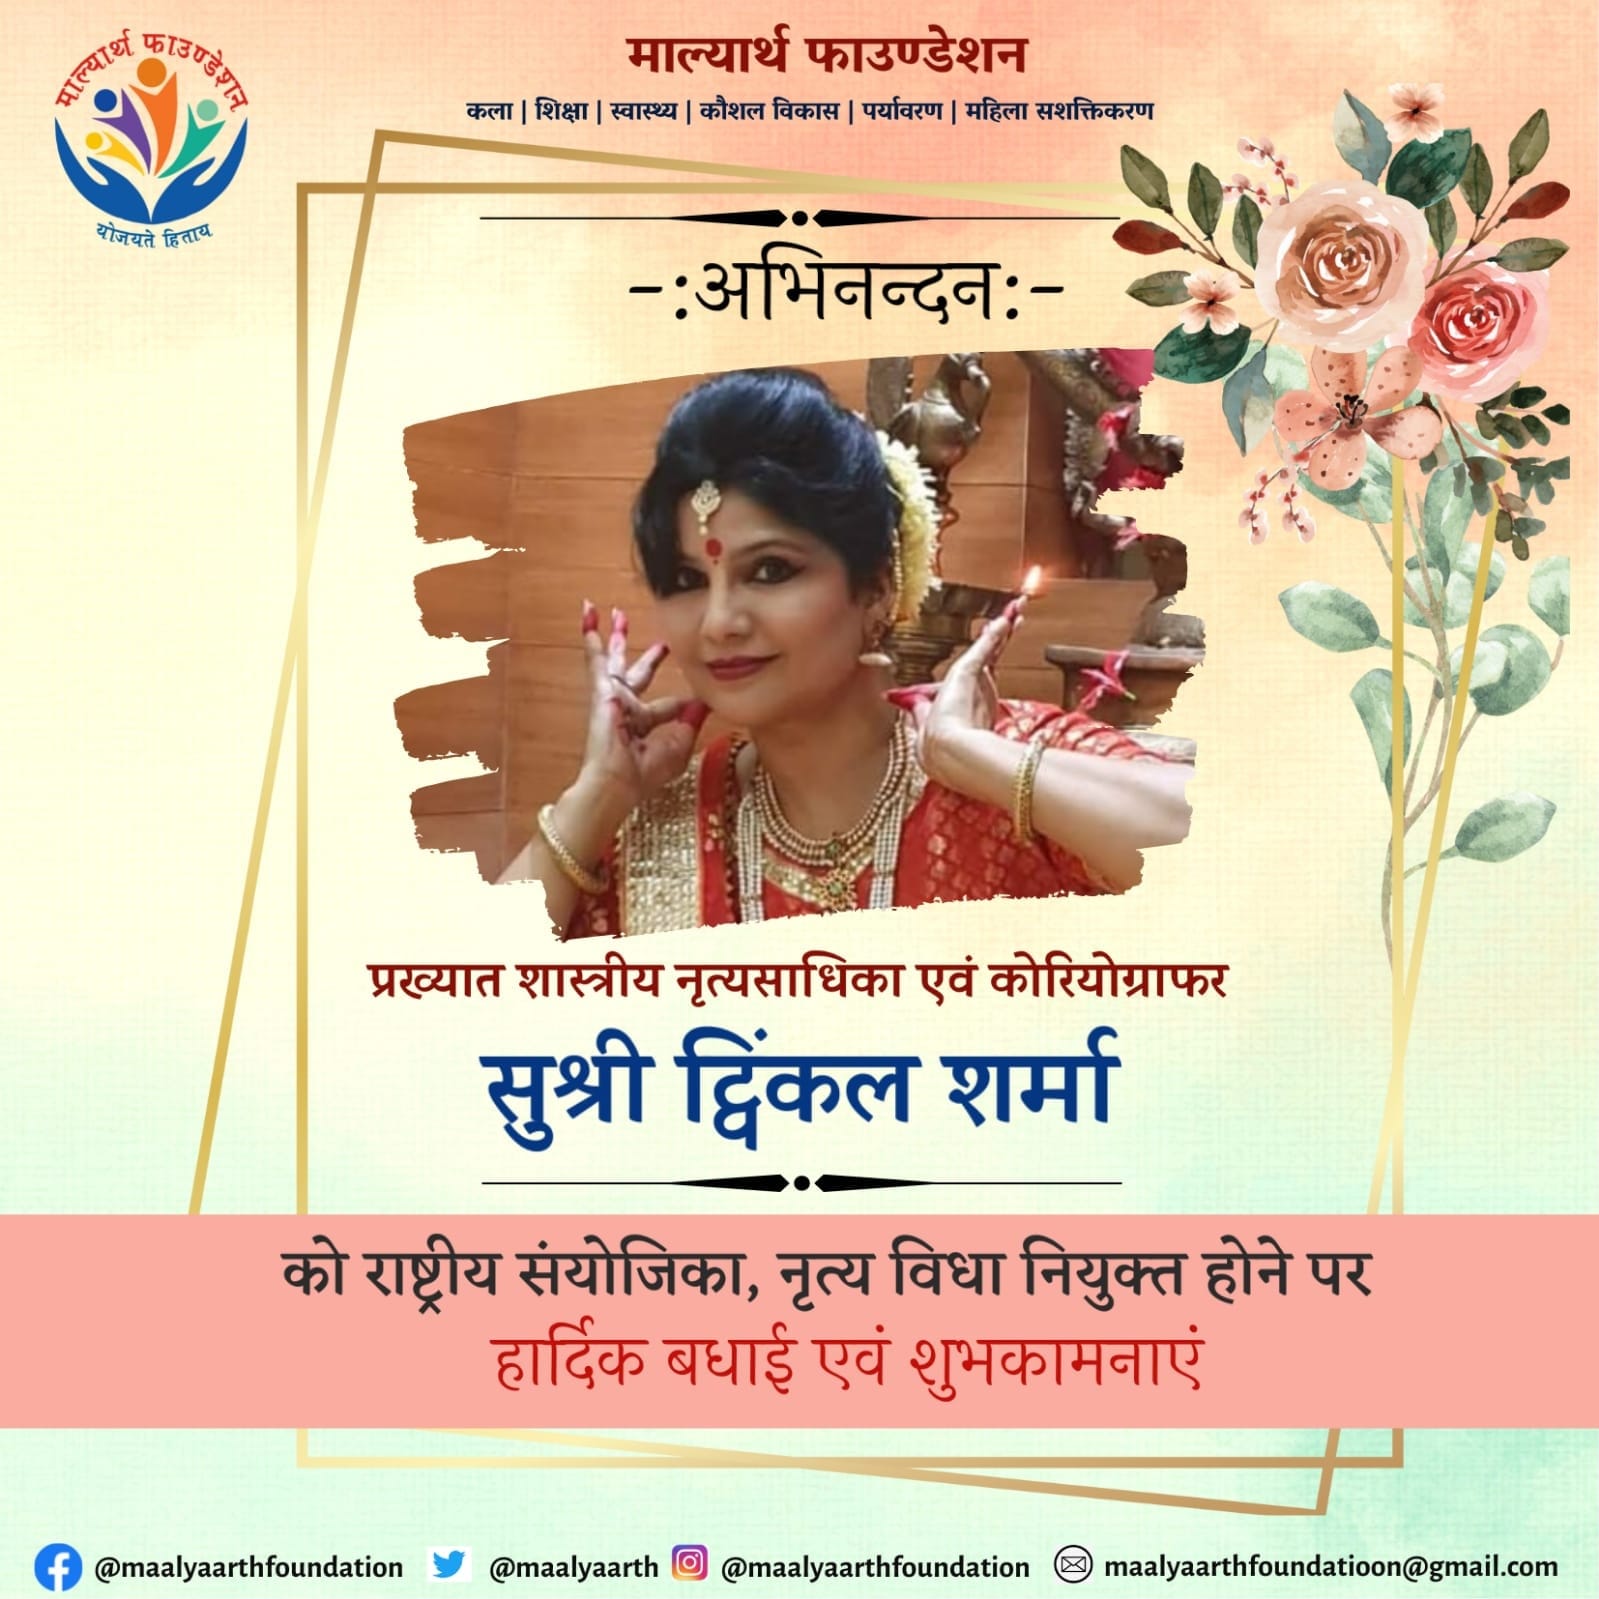 माल्यार्थ फाउण्डेशन
योजयते हिताय
माल्यार्थ फाउण्डेशन
कला | शिक्षा | स्वास्थ्य | कौशल विकास | पर्यावरण | महिला सशक्तिकरण
-:अभिनन्दन:-
प्रख्यात शास्त्रीय नृत्यसाधिका एवं कोरियोग्राफर
सुश्री ट्विंकल शर्मा
को राष्ट्रीय संयोजिका, नृत्य विधा नियुक्त होने पर
हार्दिक बधाई एवं शुभकामनाएं
@maalyaarthfoundation @maalyaarth @maalyaarthfoundation maalyaarthfoundatioon@gmail.com